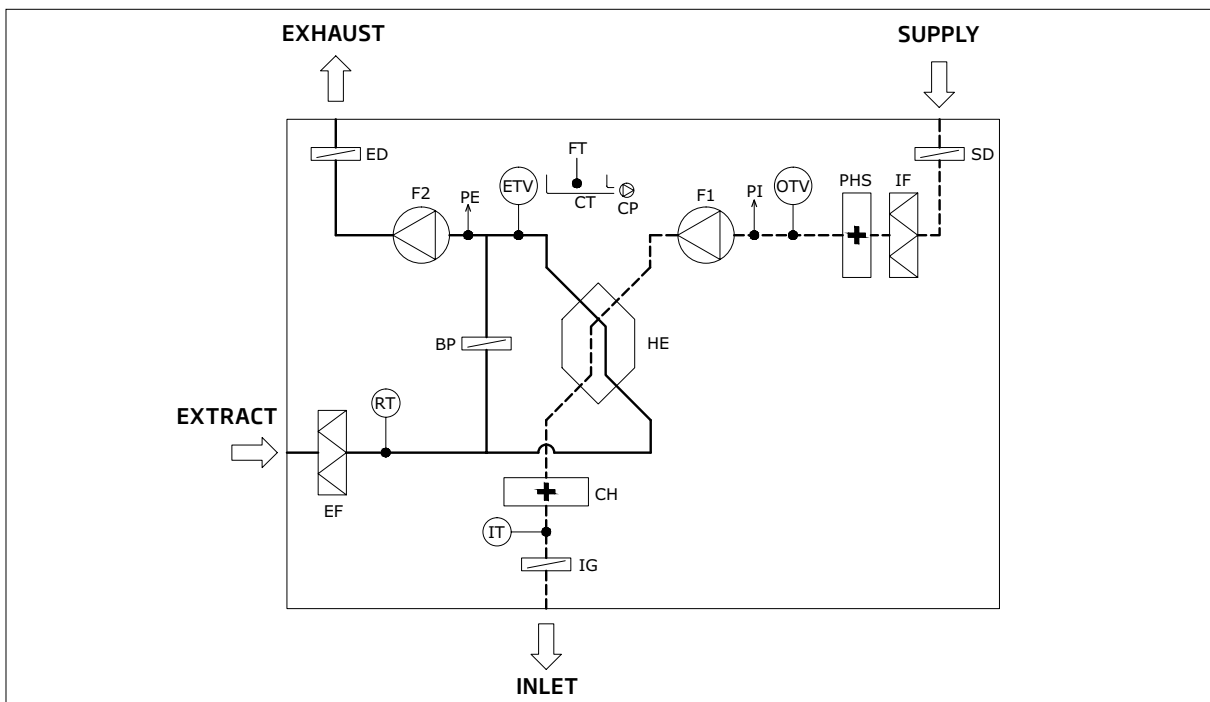 EXHAUST
SUPPLY
ED
FT
SD
F2
PE
ETV
CT
CP
F1
PI
OTV
PHS
IF
BP
HE
EXTRACT
RT
EF
CH
IT
IG
INLET